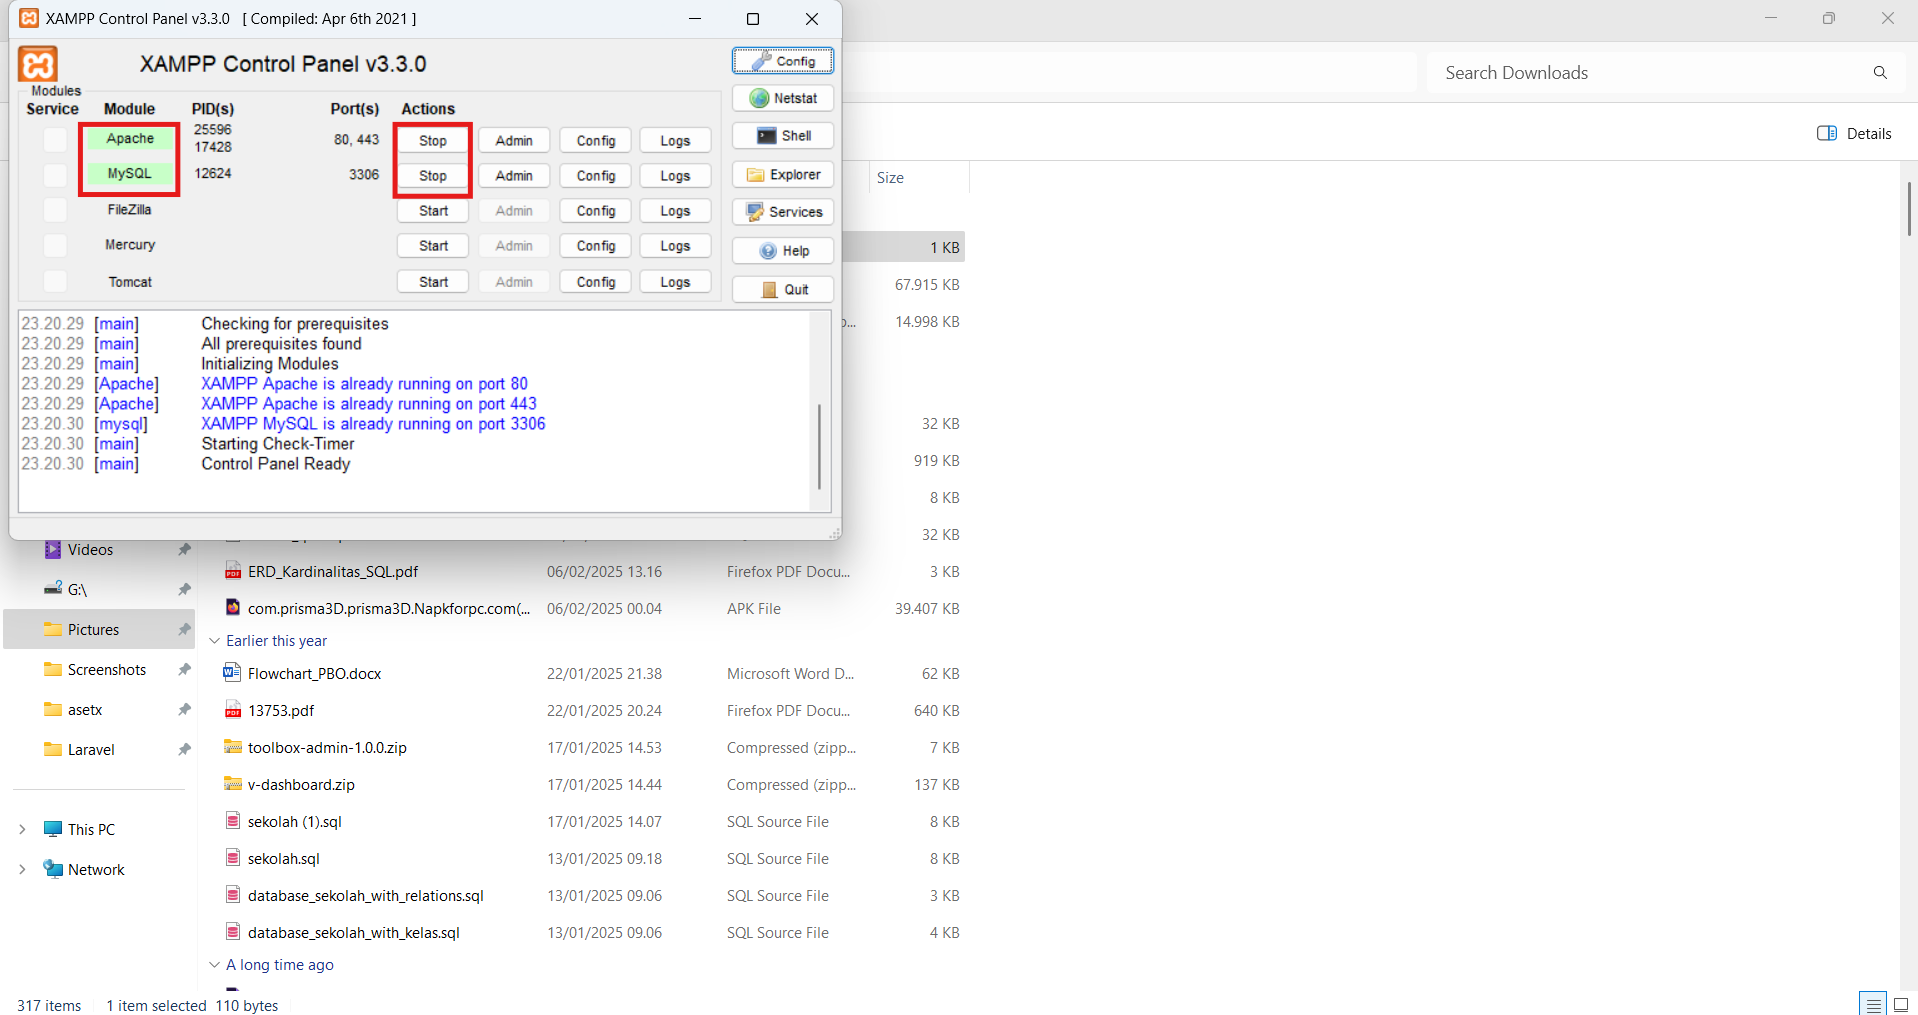 XAMPP Control Panel v3.3.0 [ Compiled: Apr 6th 2021 ]
XAMPP Control Panel v3.3.0
Config
Modules
Service Module PID(s) Port(s) Actions
Netstat
Apache 25596 17428 80, 443 Stop Admin Config Logs
Shell
MySQL 12624 3306 Stop Admin Config Logs
Explorer
FileZilla Start Admin Config Logs
Services
Mercury Start Admin Config Logs
Help
Tomcat Start Admin Config Logs
Quit
23.20.29 [main] Checking for prerequisites
23.20.29 [main] All prerequisites found
23.20.29 [main] Initializing Modules
23.20.29 [Apache] XAMPP Apache is already running on port 80
23.20.29 [Apache] XAMPP Apache is already running on port 443
23.20.30 [mysql] XAMPP MySQL is already running on port 3306
23.20.30 [main] Starting Check-Timer
23.20.30 [main] Control Panel Ready
Search Downloads
Details
Size
1 KB
67.915 KB
14.998 KB
32 KB
919 KB
8 KB
32 KB
Videos
G:\
Pictures
Screenshots
asetx
Laravel
This PC
Network
ERD_Kardinalitas_SQL.pdf 06/02/2025 13.16 Firefox PDF Docu... 3 KB
com.prisma3D.prisma3D.Napkforpc.com(... 06/02/2025 00.04 APK File 39.407 KB
Earlier this year
Flowchart_PBO.docx 22/01/2025 21.38 Microsoft Word D... 62 KB
13753.pdf 22/01/2025 20.24 Firefox PDF Docu... 640 KB
toolbox-admin-1.0.0.zip 17/01/2025 14.53 Compressed (zipp... 7 KB
v-dashboard.zip 17/01/2025 14.44 Compressed (zipp... 137 KB
sekolah (1).sql 17/01/2025 14.07 SQL Source File 8 KB
sekolah.sql 13/01/2025 09.18 SQL Source File 8 KB
database_sekolah_with_relations.sql 13/01/2025 09.06 SQL Source File 3 KB
database_sekolah_with_kelas.sql 13/01/2025 09.06 SQL Source File 4 KB
A long time ago
317 items 1 item selected 110 bytes